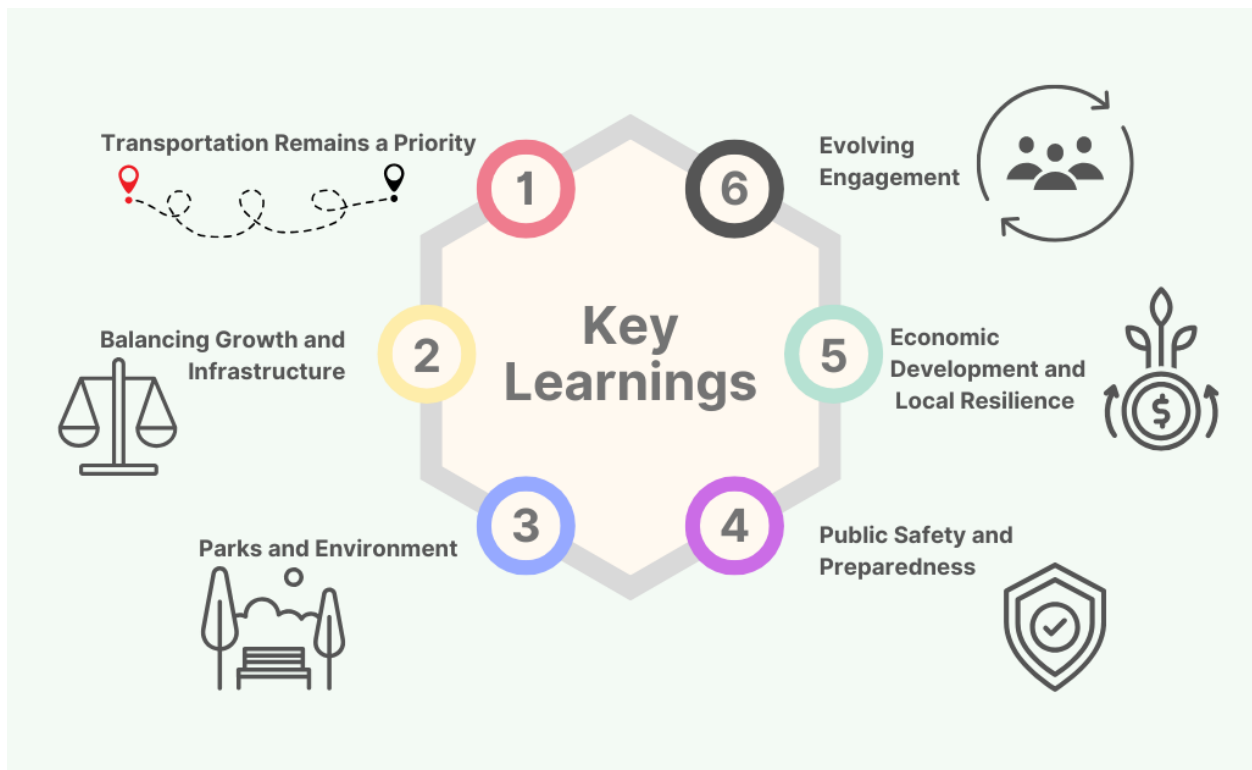 Key
Learnings
1
Transportation Remains a Priority
2
Balancing Growth and
Infrastructure
3
Parks and Environment
4
Public Safety and
Preparedness
5
Economic
Development and
Local Resilience
$
6
Evolving
Engagement